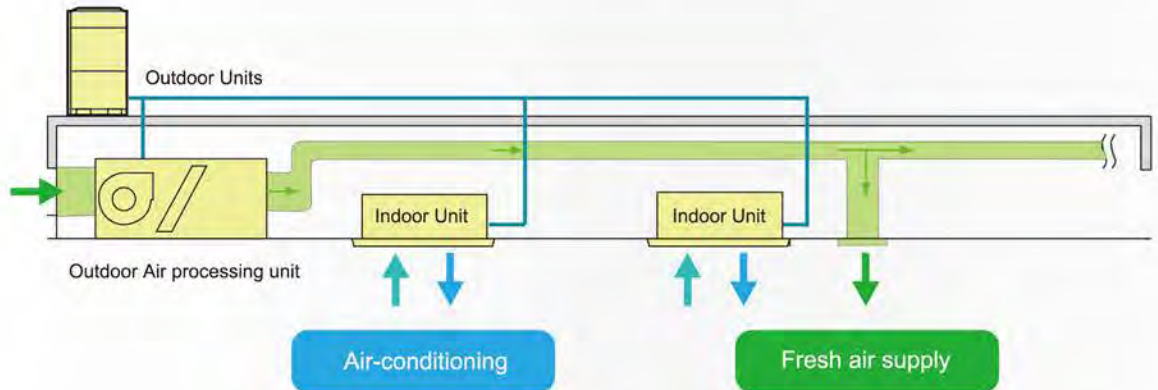 Outdoor Units
Indoor Unit
Indoor Unit
Outdoor Air processing unit
Air-conditioning
Fresh air supply